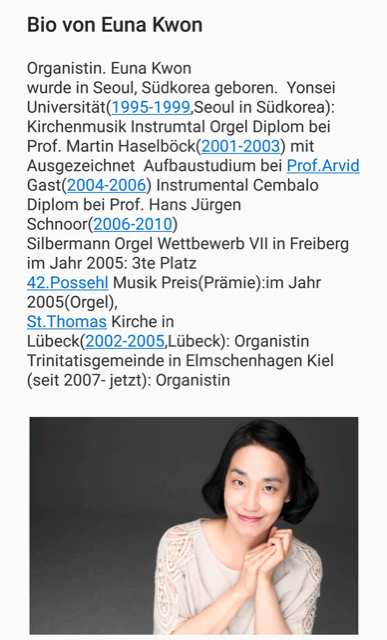 Bio von Euna Kwon
Organistin. Euna Kwon
wurde in Seoul, Südkorea geboren.  Yonsei
Universität(1995-1999,Seoul in Südkorea):
Kirchenmusik Instrumtal Orgel Diplom bei
Prof. Martin Haselböck(2001-2003) mit
Ausgezeichnet  Aufbaustudium bei Prof.Arvid
Gast(2004-2006) Instrumental Cembalo
Diplom bei Prof. Hans Jürgen
Schnoor(2006-2010)
Silbermann Orgel Wettbewerb VII in Freiberg
im Jahr 2005: 3te Platz
42.Possehl Musik Preis(Prämie):im Jahr
2005(Orgel),
St.Thomas Kirche in
Lübeck(2002-2005,Lübeck): Organistin
Trinitatisgemeinde in Elmschenhagen Kiel
(seit 2007- jetzt): Organistin